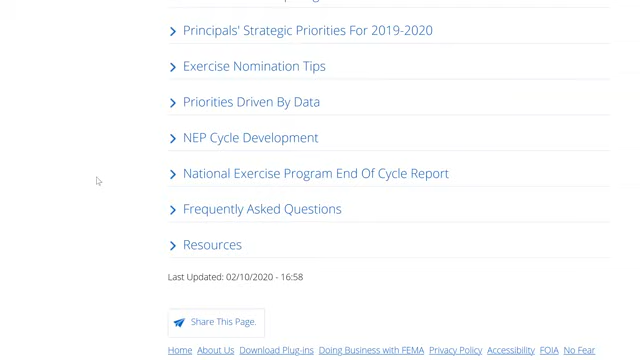 Principals' Strategic Priorities For 2019-2020
Exercise Nomination Tips
Priorities Driven By Data
NEP Cycle Development
National Exercise Program End Of Cycle Report
Frequently Asked Questions
Resources
Last Updated: 02/10/2020 - 16:58
Share This Page.
Home About Us Download Plug-ins Doing Business with FEMA Privacy Policy Accessibility FOIA No Fear